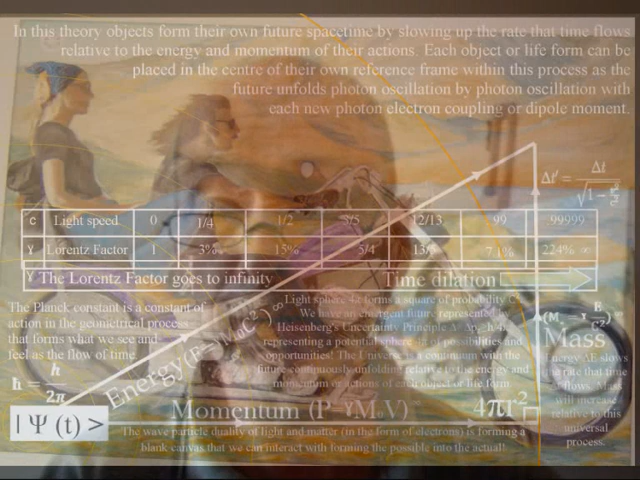 In this theory objects form their own future spacetime by slowing up the rate that time flows
relative to the energy and momentum of their actions. Each object or life form can be
placed in the centre of their own reference frame within this process as the
future unfolds photon oscillation by photon oscillation with
each new photon electron coupling or dipole moment.
Δt' = Δt / √1 -
c Light speed 0 1/4 1/2 3/5 12/13 .99 .99999
γ Lorentz Factor 3% 15% 5/4 13/ 7.1% 224% ∞
γ The Lorentz Factor goes to infinity Time dilation
The Planck constant is a constant of
action in the geometrical process
that forms what we see and
feel as the flow of time.
ħ = h / 2π
| Ψ (t) >
Energy (E= M₀C²) ∞
Light sphere 4π forms a square of probability C²
We have an emergent future represented
Heisenberg's Uncertainty Principle
representing a potential of possibilities and
opportunities! The Universe is a continuum with the
future continuously unfolding relative to the energy and
momentum or actions of each object or life form.
Mass
Energy ΔE slows
the rate that time
flows. Mass
will increase
relative to this
universal
process.
Momentum (P γM₀V) ∞ 4πr²
The wave particle duality of light and matter (in the form of electrons) is forming a
blank canvas that we can interact with forming the possible into the actual!